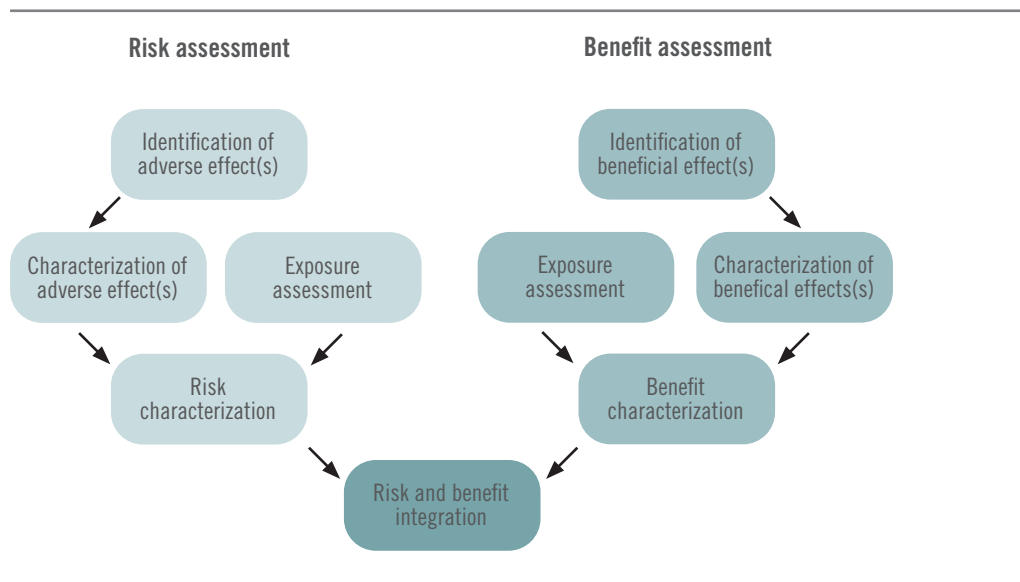 Risk assessment
Benefit assessment
Identification of
adverse effect(s)
Identification of
beneficial effect(s)
Characterization of
adverse effect(s)
Exposure
assessment
Exposure
assessment
Characterization of
benefical effects(s)
Risk
characterization
Benefit
characterization
Risk and benefit
integration